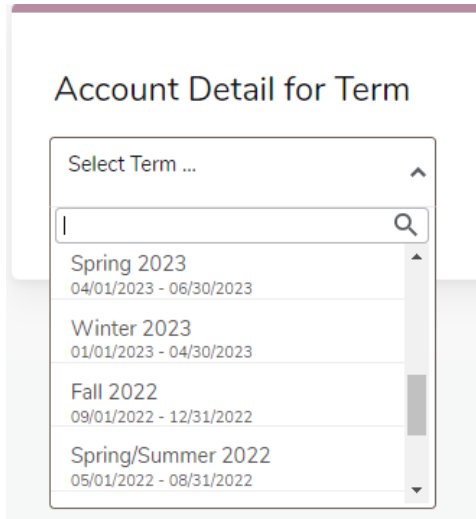 Account Detail for Term
Select Term ...
Spring 2023
04/01/2023 - 06/30/2023
Winter 2023
01/01/2023 - 04/30/2023
Fall 2022
09/01/2022 - 12/31/2022
Spring/Summer 2022
05/01/2022 - 08/31/2022